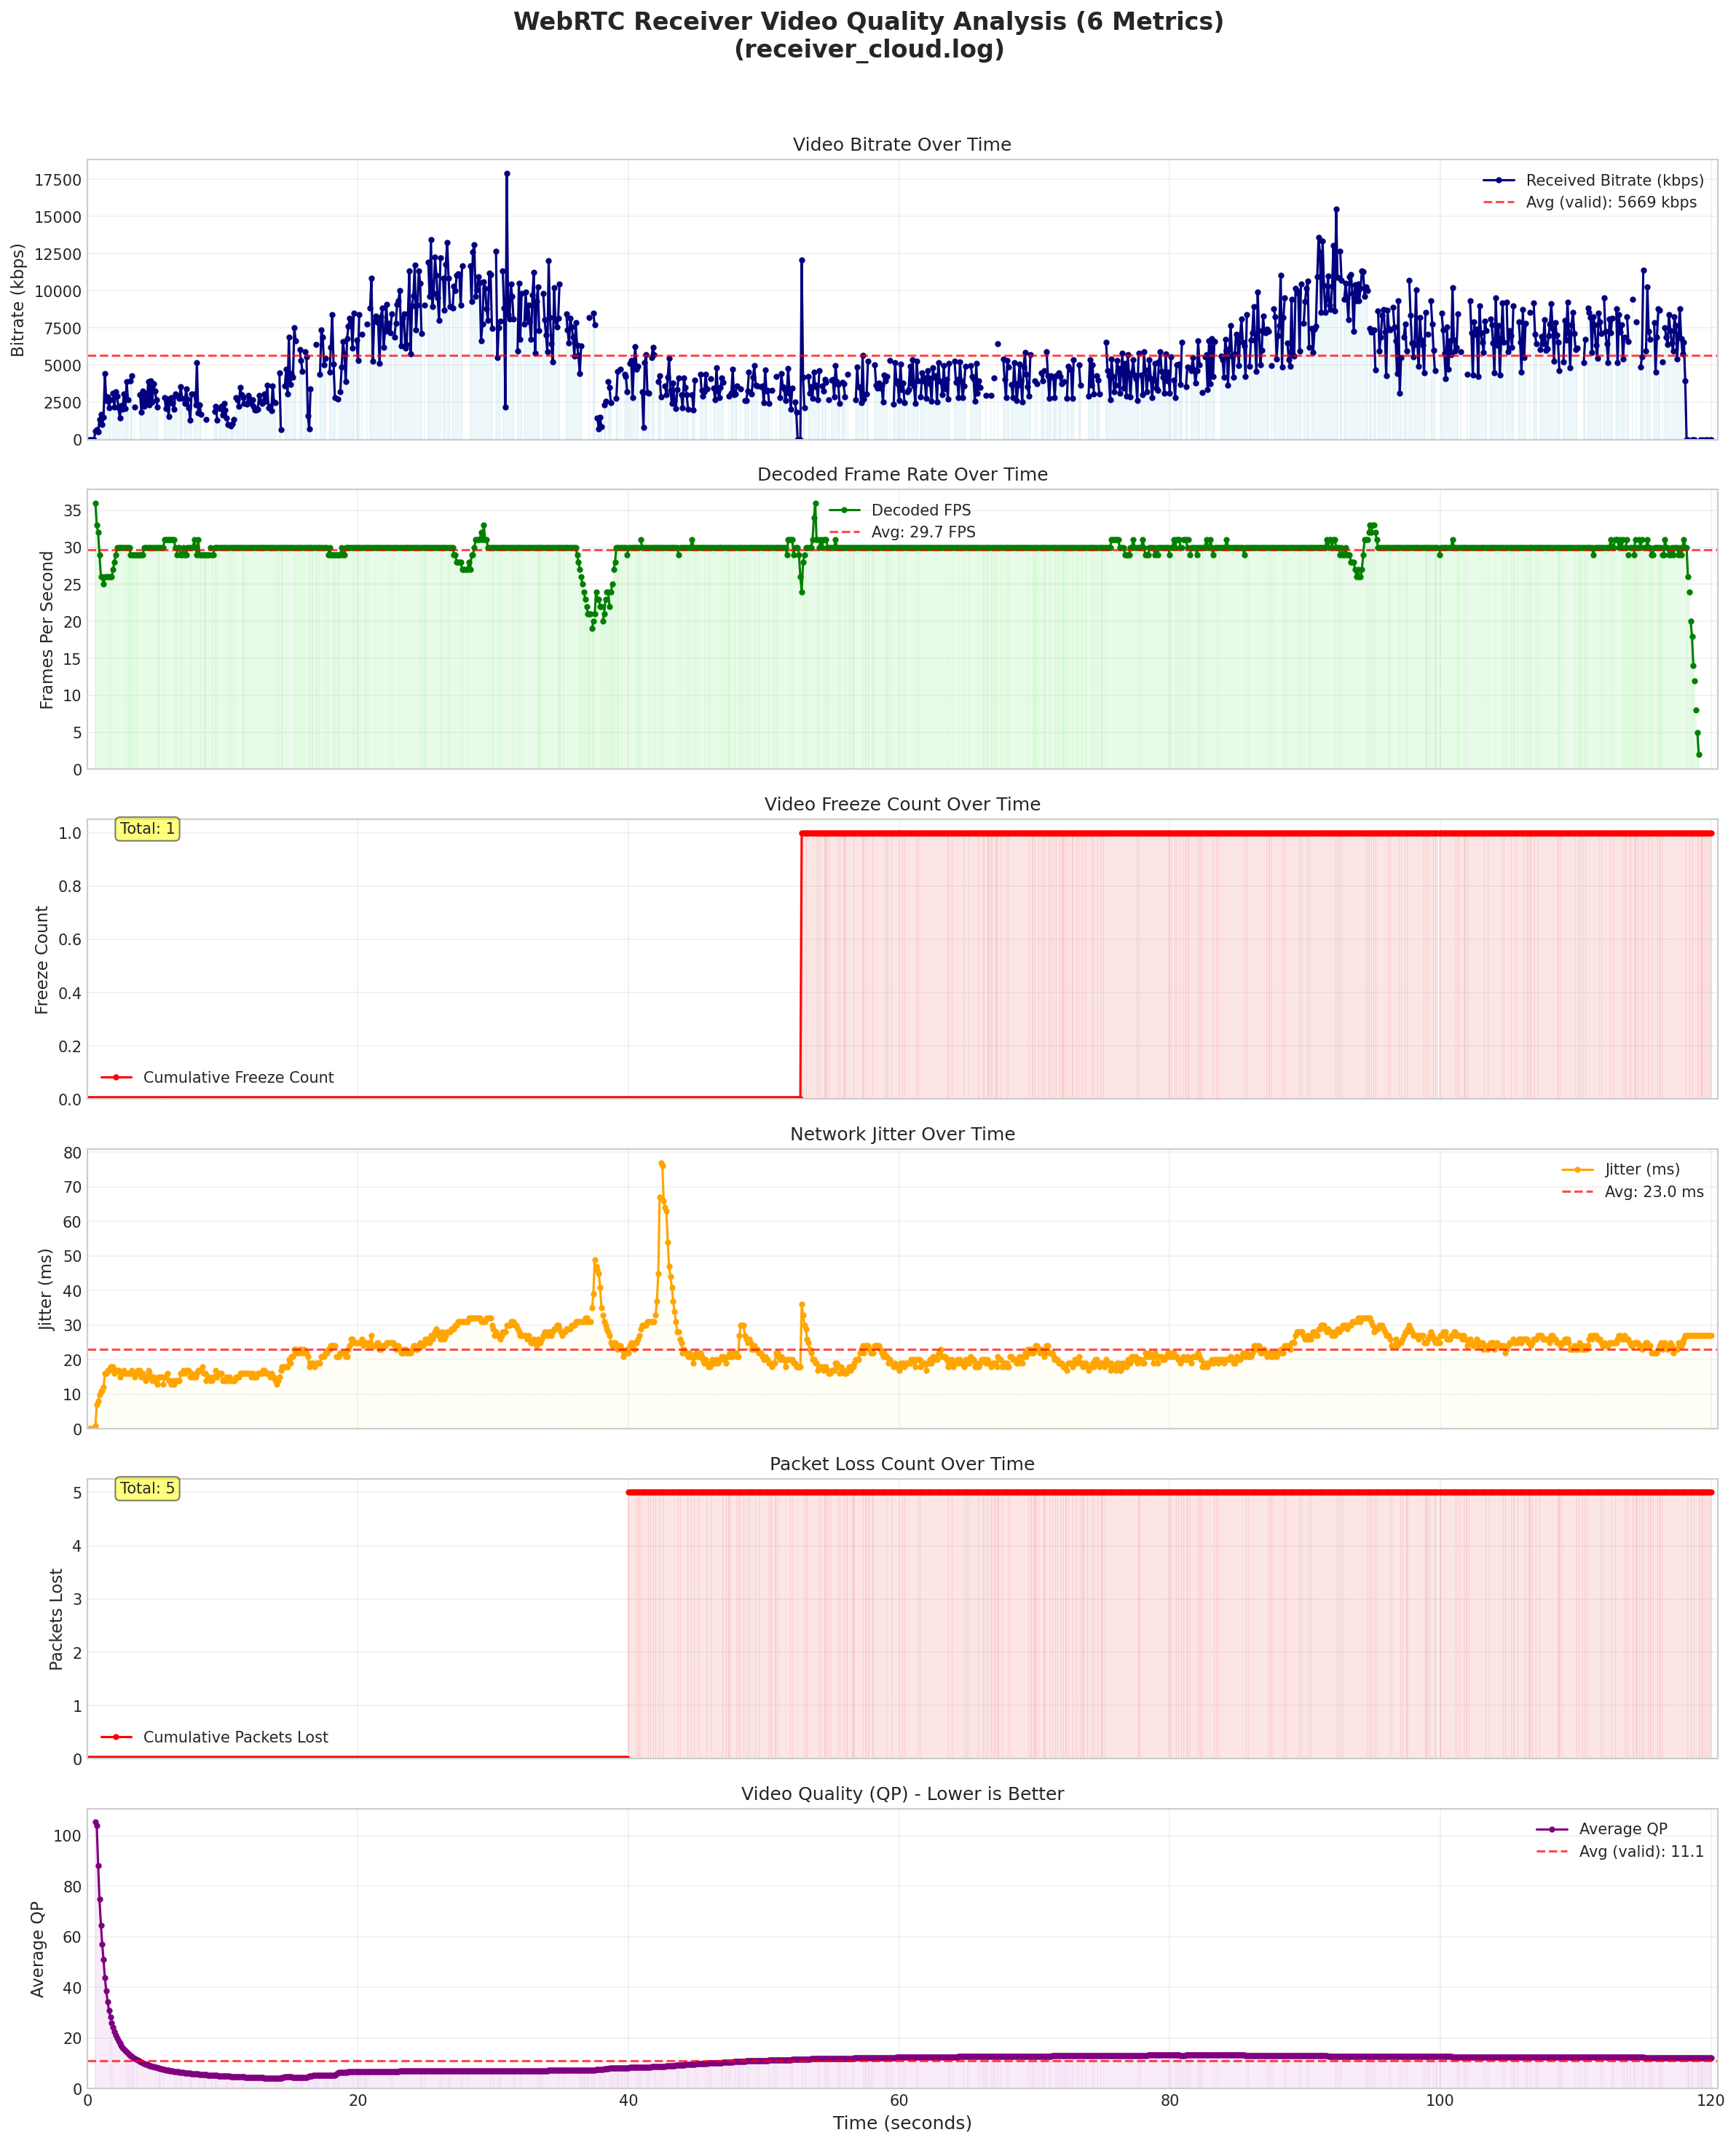 WebRTC Receiver Video Quality Analysis (6 Metrics)
(receiver_cloud.log)
Video Bitrate Over Time
Bitrate (kbps)
17500
15000
12500
10000
7500
5000
2500
0
Received Bitrate (kbps)
Avg (valid): 5669 kbps
Decoded Frame Rate Over Time
Frames Per Second
35
30
25
20
15
10
5
0
Decoded FPS
Avg: 29.7 FPS
Video Freeze Count Over Time
Freeze Count
Total: 1
1.0
0.8
0.6
0.4
0.2
0.0
Cumulative Freeze Count
Network Jitter Over Time
Jitter (ms)
80
70
60
50
40
30
20
10
0
Jitter (ms)
Avg: 23.0 ms
Packet Loss Count Over Time
Packets Lost
Total: 5
5
4
3
2
1
0
Cumulative Packets Lost
Video Quality (QP) - Lower is Better
Average QP
100
80
60
40
20
0
Average QP
Avg (valid): 11.1
0 20 40 60 80 100 120
Time (seconds)